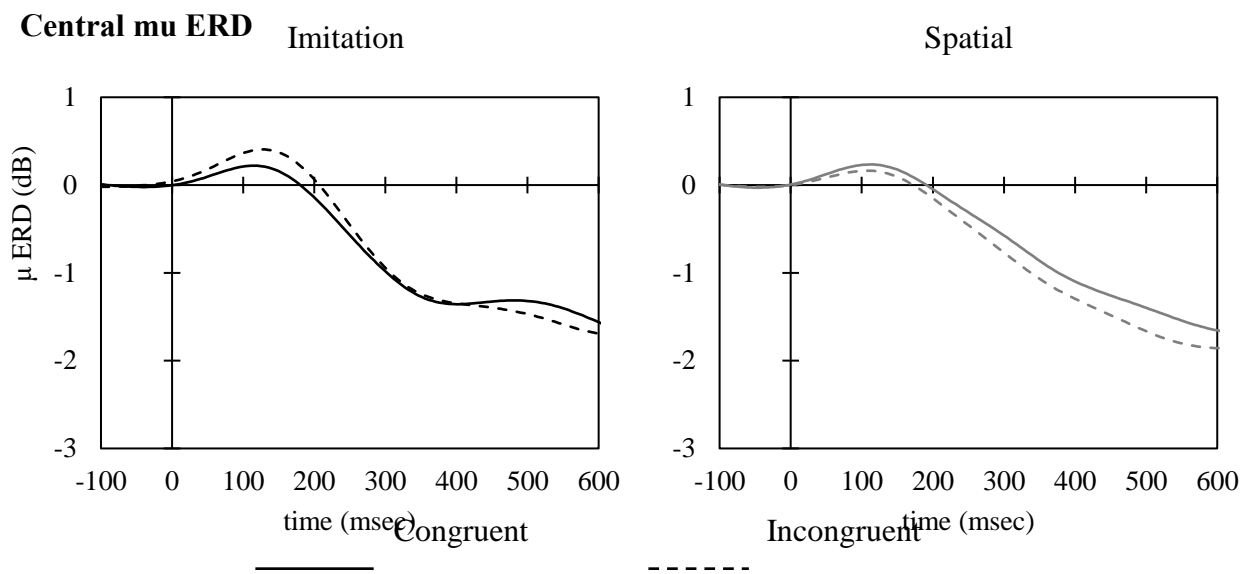 Central mu ERD
Imitation
Spatial
μ ERD (dB)
1
0
-1
-2
-3
-100 0 100 200 300 400 500 600
time (msec)
1
0
-1
-2
-3
-100 0 100 200 300 400 500 600
time (msec)
Congruent
Incongruent